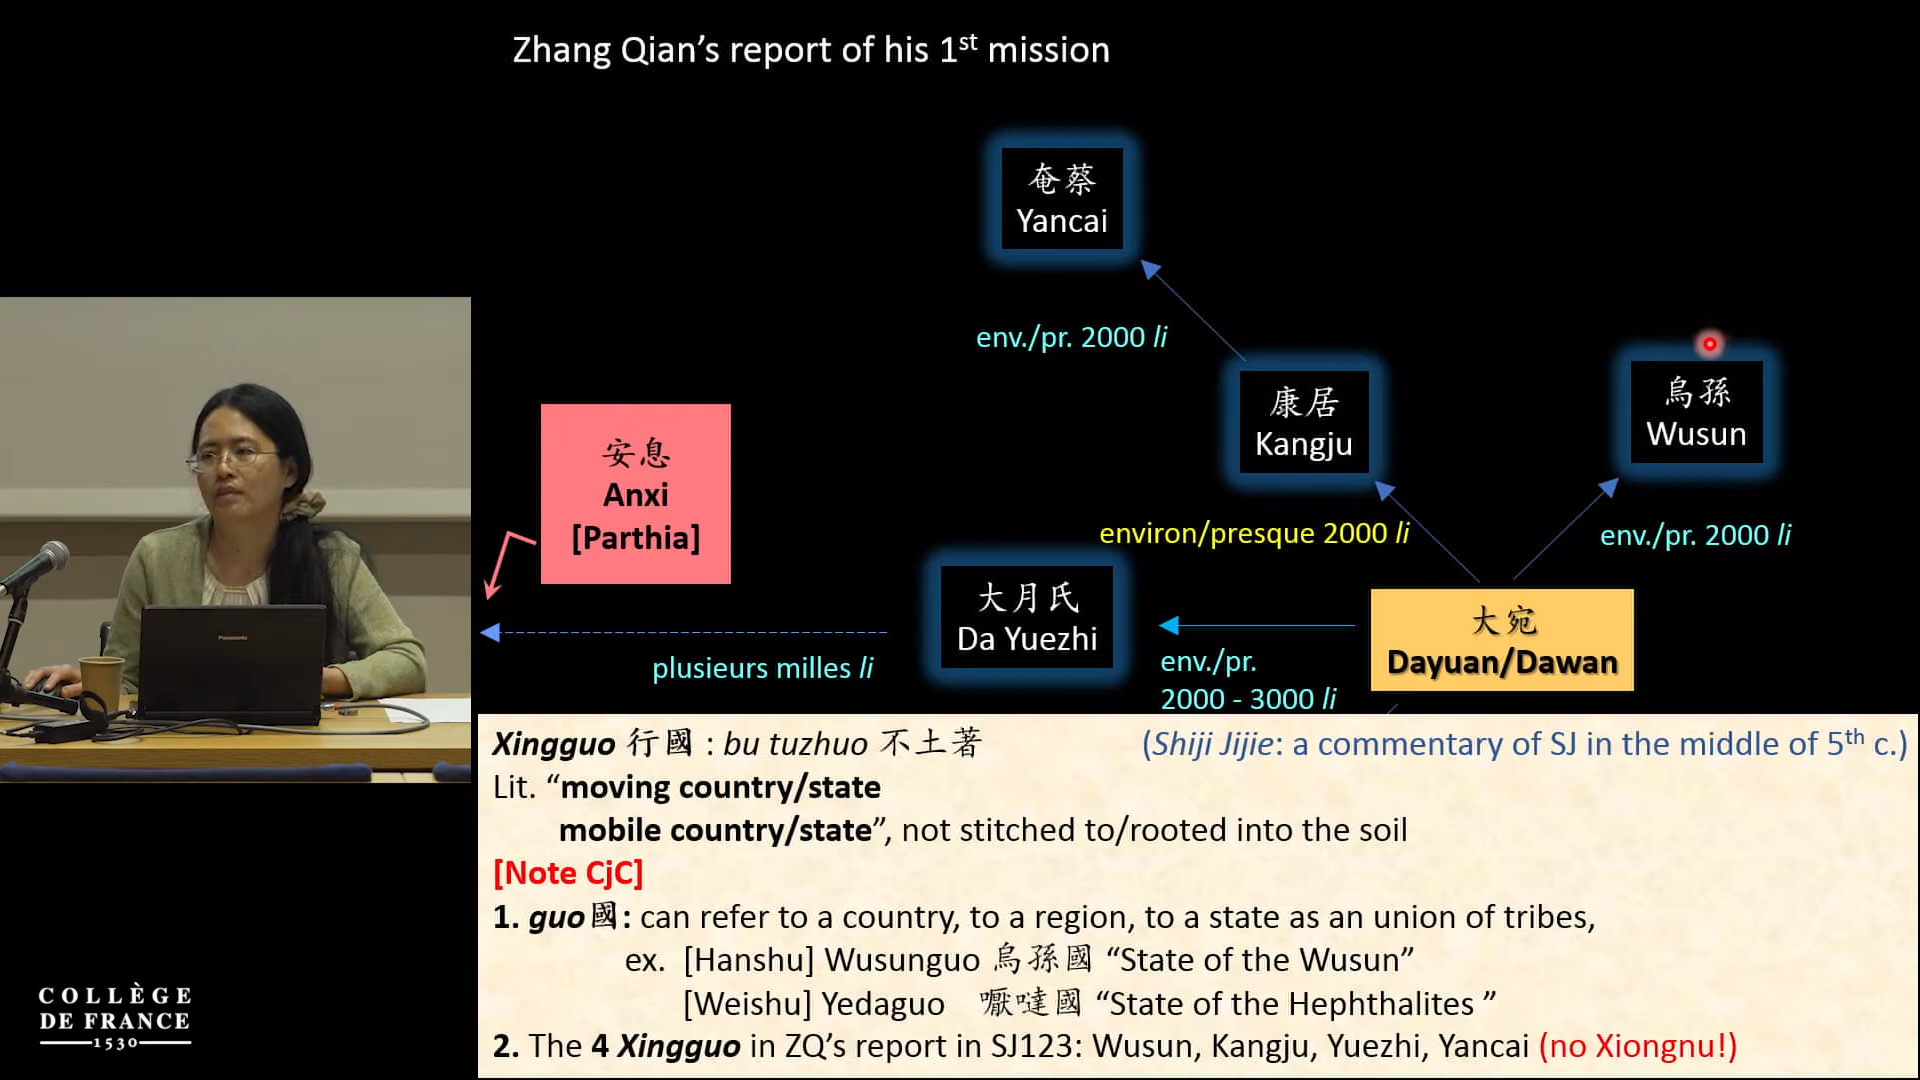 Zhang Qian’s report of his 1st mission
奄蔡
Yancai
env./pr. 2000 li
康居
Kangju
烏孫
Wusun
安息
Anxi
[Parthia]
environ/presque 2000 li
env./pr. 2000 li
大月氏
Da Yuezhi
大宛
Dayuan/Dawan
plusieurs milles li
env./pr.
2000 - 3000 li
Xingguo 行國 : bu tuzhuo 不土著 (Shiji Jijie: a commentary of SJ in the middle of 5th c.)
Lit. “moving country/state
mobile country/state”, not stitched to/rooted into the soil
[Note CjC]
1. guo 國: can refer to a country, to a region, to a state as an union of tribes,
ex. [Hanshu] Wusunguo 烏孫國 “State of the Wusun”
[Weishu] Yedaguo 嚈噠國 “State of the Hephthalites ”
2. The 4 Xingguo in ZQ’s report in SJ123: Wusun, Kangju, Yuezhi, Yancai (no Xiongnu!)
Panasonic
COLLÈGE
DE FRANCE
1530